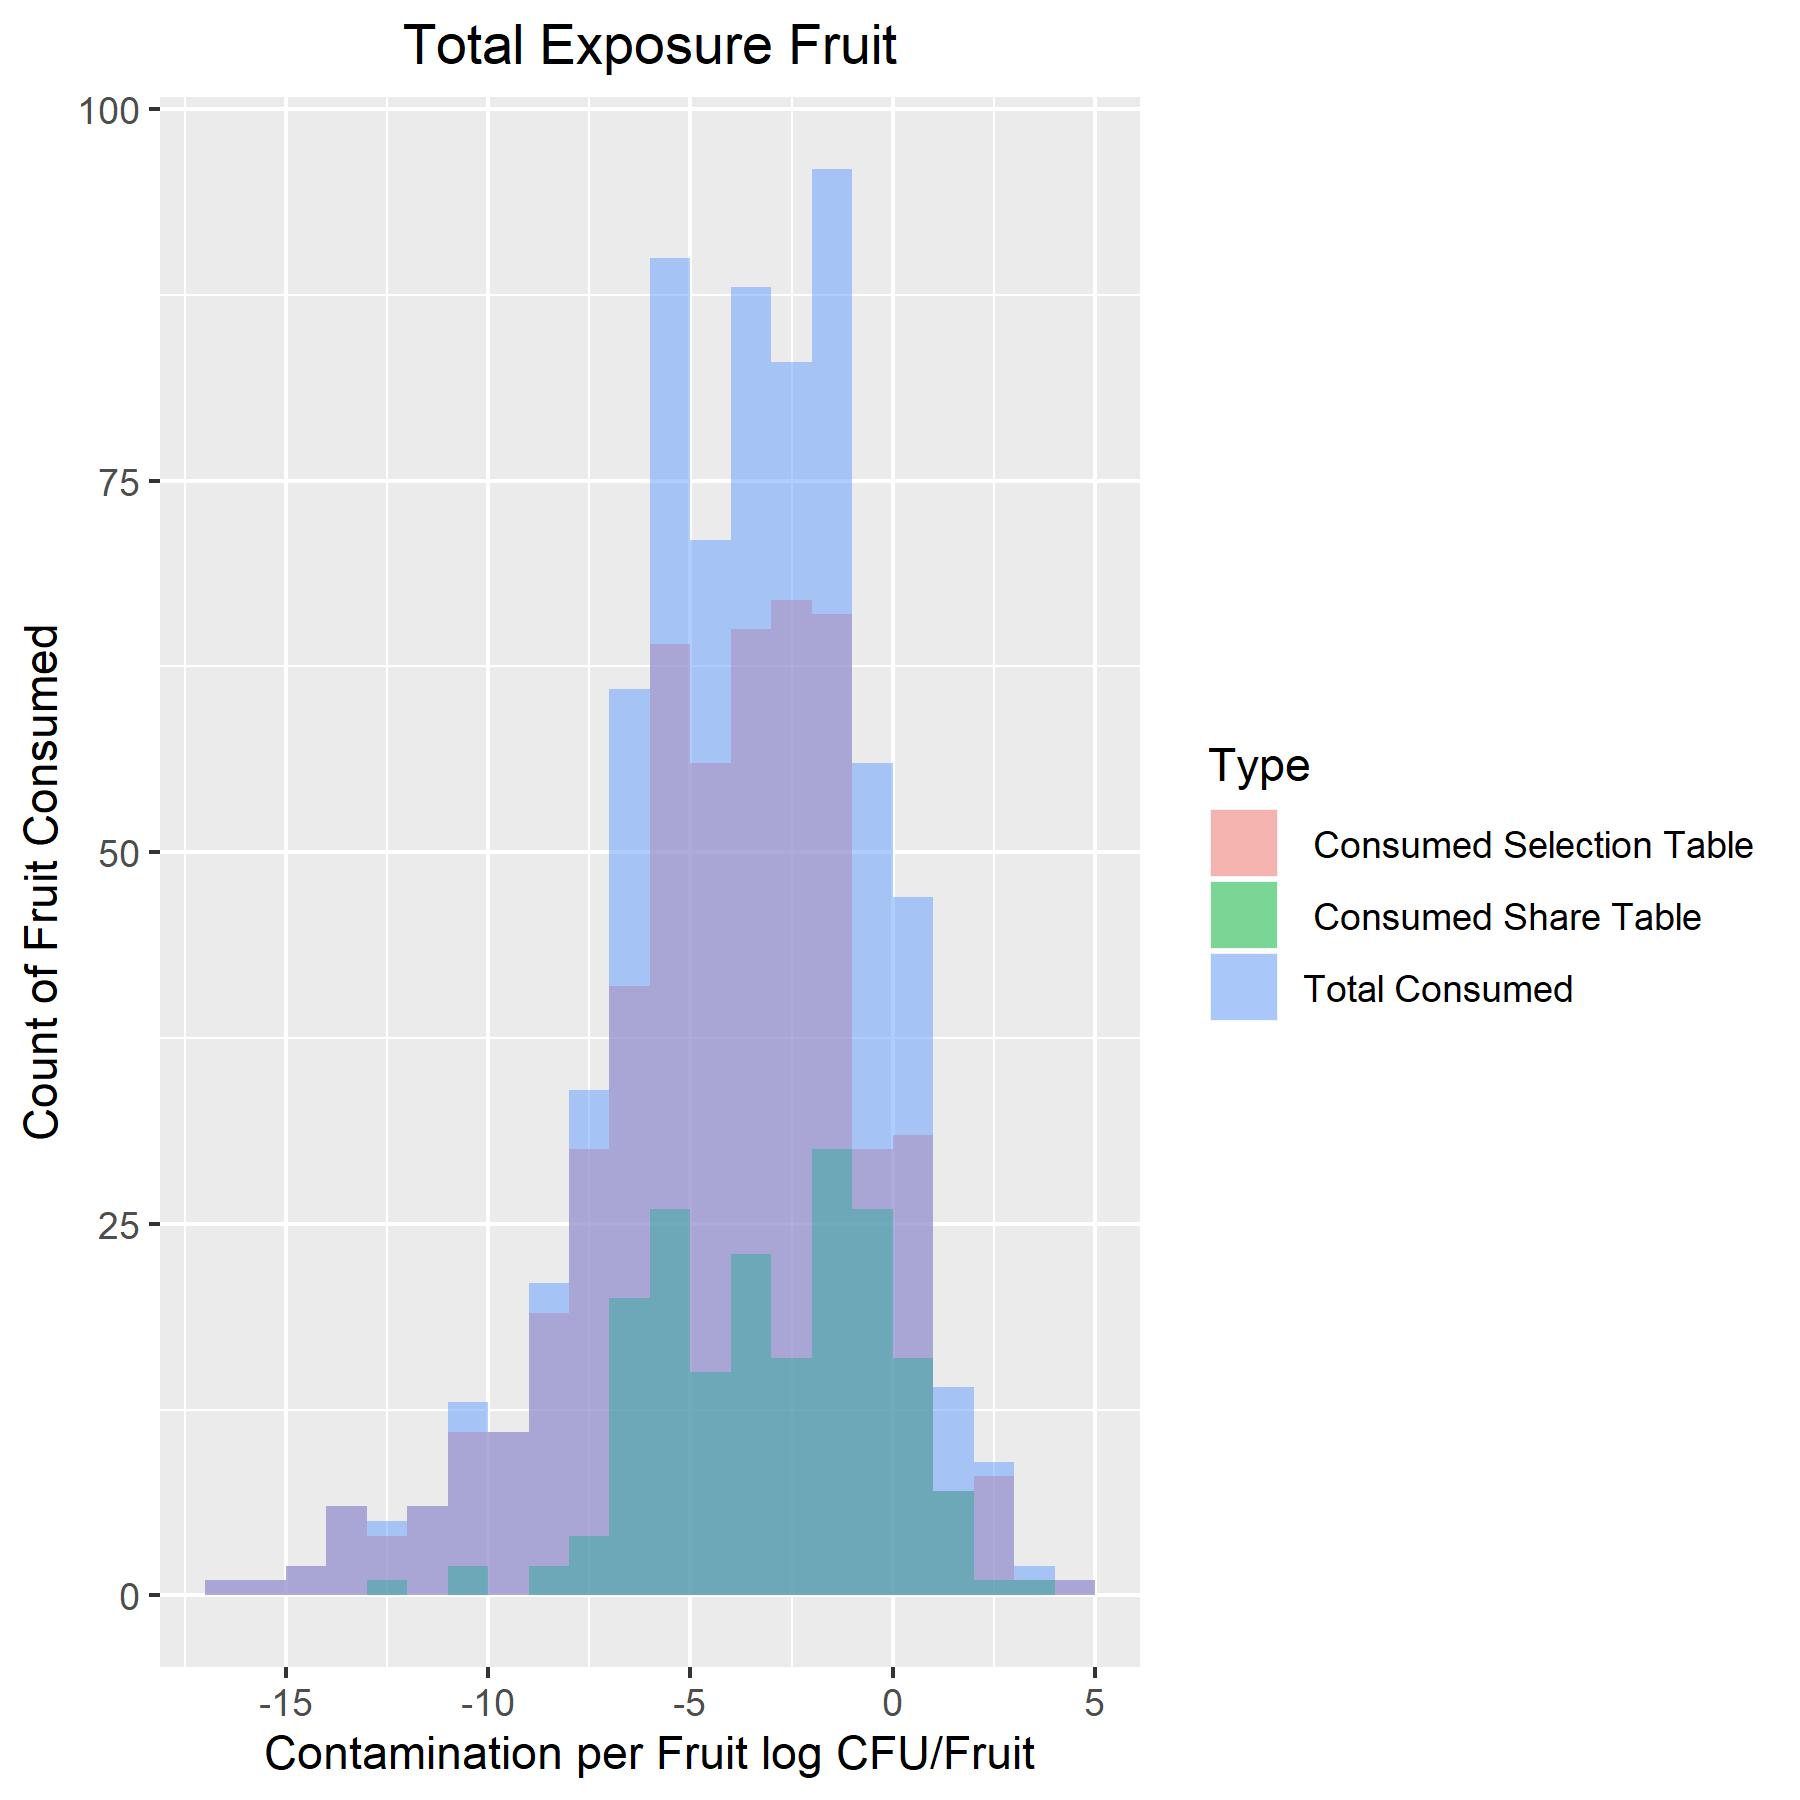 Total Exposure Fruit
100
75
50
25
0
Count of Fruit Consumed
-15 -10 -5 0 5
Contamination per Fruit log CFU/Fruit
Type
Consumed Selection Table
Consumed Share Table
Total Consumed